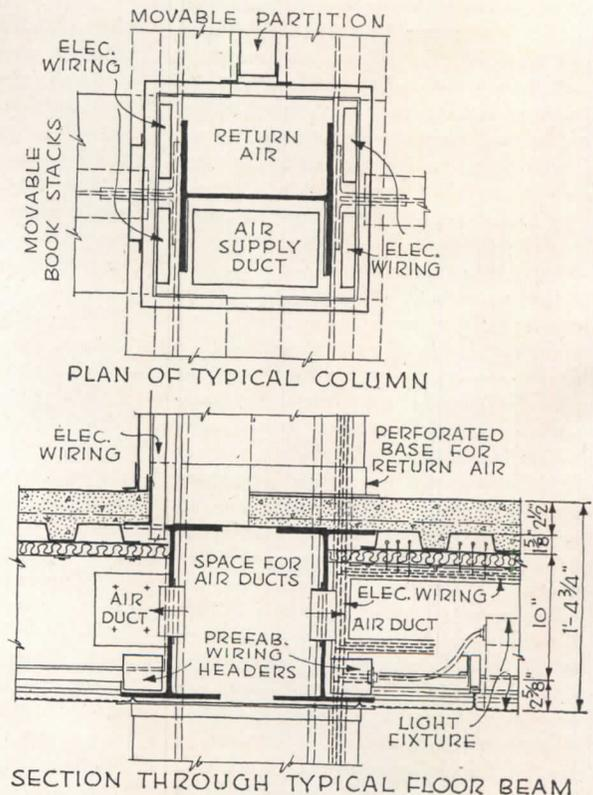 MOVABLE PARTITION
ELEC.
WIRING
RETURN
AIR
MOVABLE
BOOK STACKS
AIR
SUPPLY
DUCT
ELEC.
WIRING
PLAN OF TYPICAL COLUMN
ELEC.
WIRING
PERFORATED
BASE FOR
RETURN AIR
SPACE FOR
AIR DUCTS
AIR
DUCT
ELEC. WIRING
AIR DUCT
PREFAB.
WIRING
HEADERS
LIGHT
FIXTURE
2½"
1⅝"
10"
2⅝"
1'-4¾"
SECTION THROUGH TYPICAL FLOOR BEAM